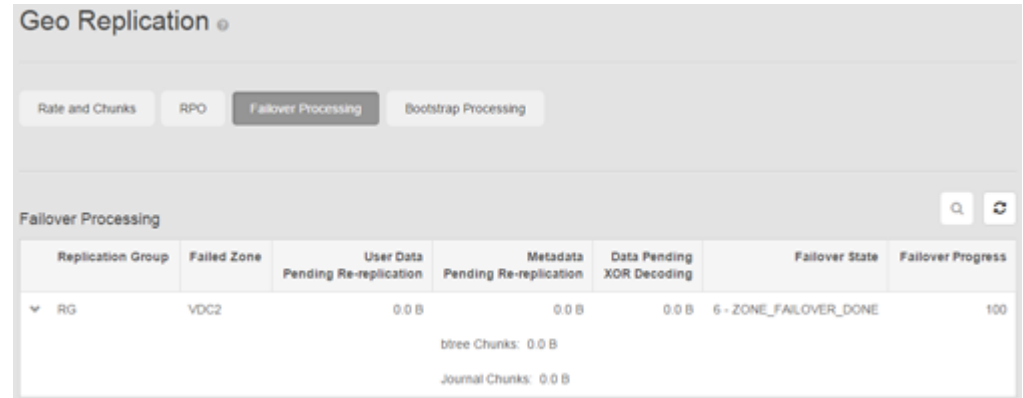 Geo Replication
Rate and Chunks RPO Failover Processing Bootstrap Processing
Failover Processing
Replication Group Failed Zone User Data Pending Re-replication Metadata Pending Re-replication Data Pending XOR Decoding Failover State Failover Progress
RG VDC2 0.0 B 0.0 B 0.0 B 6 - ZONE_FAILOVER_DONE 100
btree Chunks: 0.0 B
Journal Chunks: 0.0 B